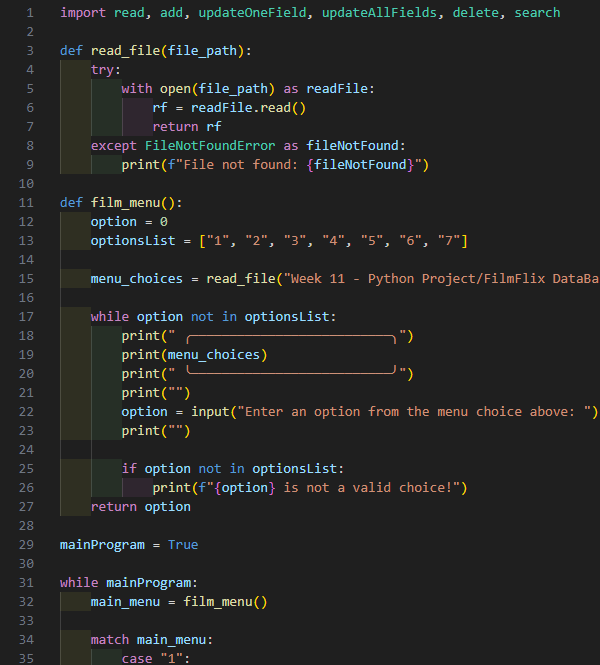 1 import read, add, updateOneField, updateAllFields, delete, search
2
3 def read_file(file_path):
4     try:
5         with open(file_path) as readFile:
6             rf = readFile.read()
7             return rf
8     except FileNotFoundError as fileNotFound:
9         print(f"File not found: {fileNotFound}")
10
11 def film_menu():
12     option = 0
13     optionsList = ["1", "2", "3", "4", "5", "6", "7"]
14
15     menu_choices = read_file("Week 11 - Python Project/FilmFlix DataBa
16
17     while option not in optionsList:
18         print(" ╭──────────────────────────╮")
19         print(menu_choices)
20         print(" ╰──────────────────────────╯")
21         print("")
22         option = input("Enter an option from the menu choice above: ")
23         print("")
24
25         if option not in optionsList:
26             print(f"{option} is not a valid choice!")
27     return option
28
29 mainProgram = True
30
31 while mainProgram:
32     main_menu = film_menu()
33
34     match main_menu:
35         case "1":